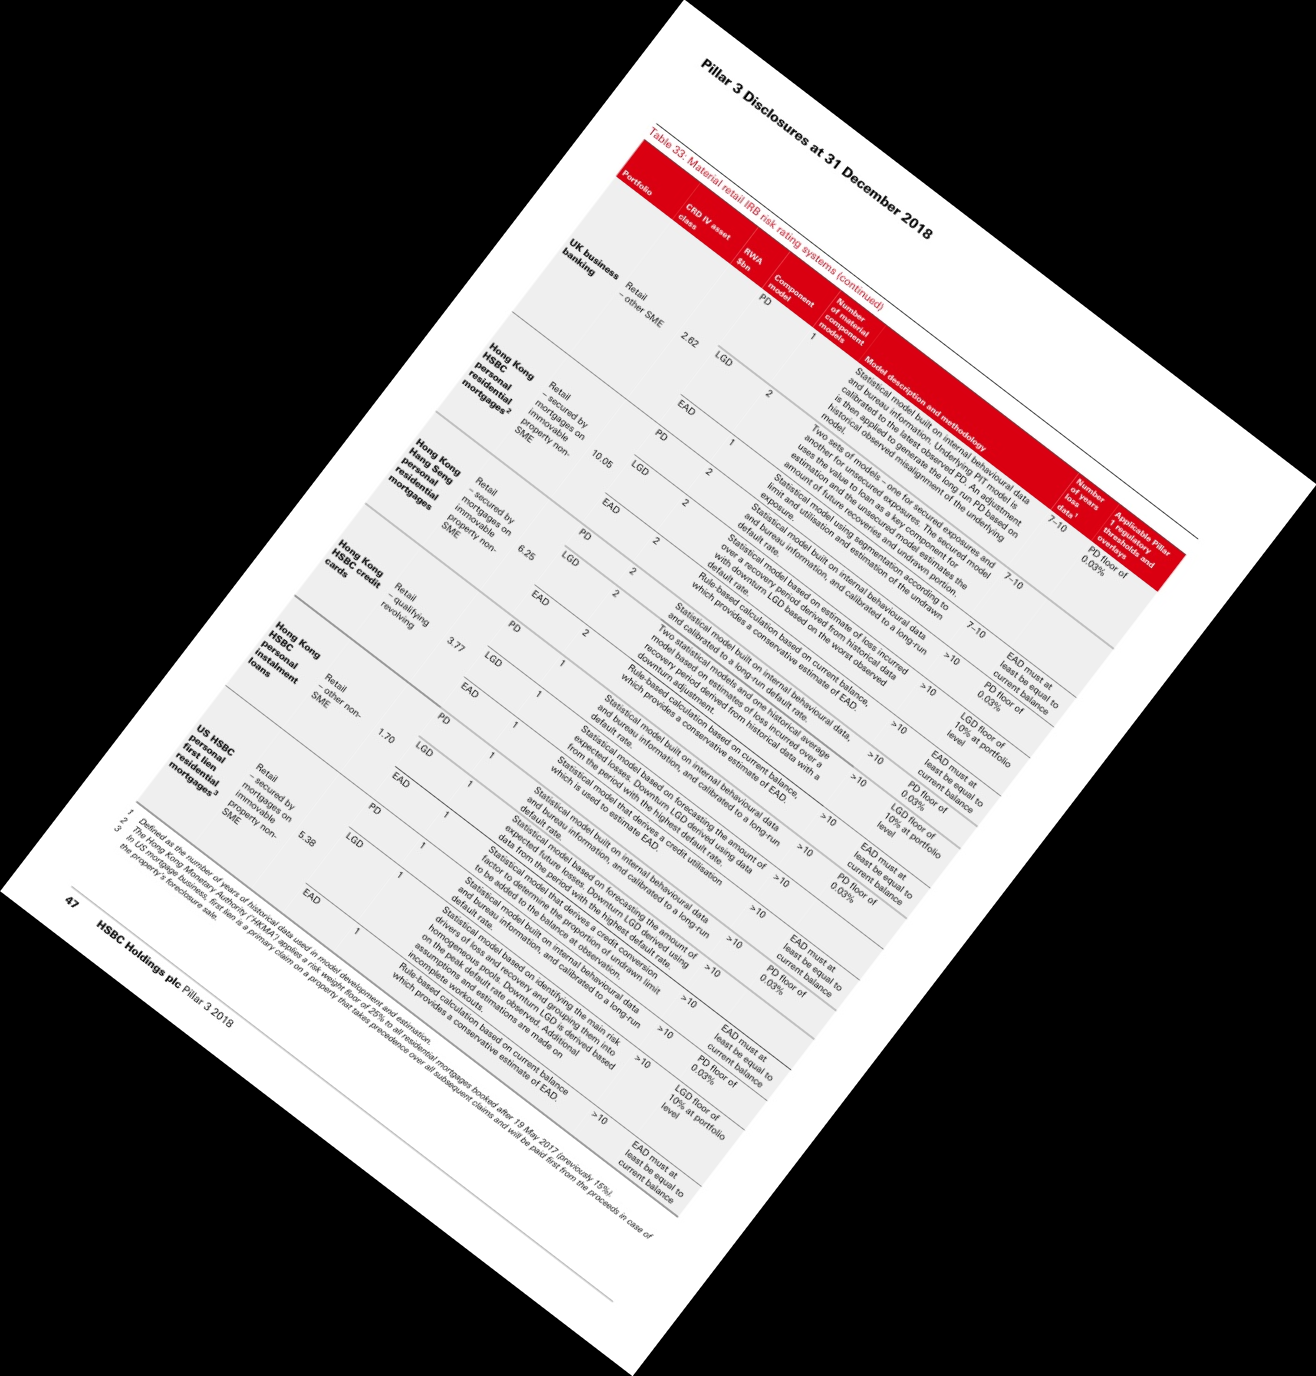 Pillar 3 Disclosures at 31 December 2018
Table 33: Material retail IRB risk rating systems (continued)
Portfolio
CRD IV asset
class
RWA
$bn
Component
model
Number
of material
component
models
Model description and methodology
Number
of years
loss
data¹
Applicable Pillar
1 regulatory
thresholds and
overlays
UK business
banking
Retail
– other SME
2.62
PD
1
Statistical model built on internal behavioural data
and bureau information. Underlying PIT model is
calibrated to the latest observed PD. An adjustment
is then applied to generate the long run PD based on
historical observed misalignment of the underlying
model.
7–10
PD floor of
0.03%
LGD
2
Two sets of models – one for secured exposures and
another for unsecured exposures. The secured model
uses the value to loan as a key component for
estimation and the unsecured model estimates the
amount of future recoveries and undrawn portion.
7–10
EAD
1
Statistical model using segmentation according to
limit and utilisation and estimation of the undrawn
exposure.
7–10
EAD must at
least be equal to
current balance
Hong Kong
HSBC
personal
residential
mortgages²
Retail
– secured by
mortgages on
immovable
property non-
SME
10.05
PD
2
Statistical model built on internal behavioural data
and bureau information, and calibrated to a long-run
default rate.
>10
PD floor of
0.03%
LGD
2
Statistical model based on estimate of loss incurred
over a recovery period derived from historical data
with downturn LGD based on the worst observed
default rate.
>10
LGD floor of
10% at portfolio
level
EAD
2
Rule-based calculation based on current balance,
which provides a conservative estimate of EAD.
>10
EAD must at
least be equal to
current balance
Hong Kong
Hang Seng
personal
residential
mortgages
Retail
– secured by
mortgages on
immovable
property non-
SME
6.25
PD
2
Statistical model built on internal behavioural data,
and calibrated to a long-run default rate.
>10
PD floor of
0.03%
LGD
2
Two statistical models and one historical average
model based on estimates of loss incurred over a
recovery period derived from historical data with a
downturn adjustment.
>10
LGD floor of
10% at portfolio
level
EAD
2
Rule-based calculation based on current balance,
which provides a conservative estimate of EAD.
>10
EAD must at
least be equal to
current balance
Hong Kong
HSBC credit
cards
Retail
– qualifying
revolving
3.77
PD
1
Statistical model built on internal behavioural data
and bureau information, and calibrated to a long-run
default rate.
>10
PD floor of
0.03%
LGD
1
Statistical model based on forecasting the amount of
expected losses. Downturn LGD derived using data
from the period with the highest default rate.
>10
EAD
1
Statistical model that derives a credit utilisation
which is used to estimate EAD.
>10
EAD must at
least be equal to
current balance
Hong Kong
HSBC
personal
instalment
loans
Retail
– other non-
SME
1.70
PD
1
Statistical model built on internal behavioural data
and bureau information, and calibrated to a long-run
default rate.
>10
PD floor of
0.03%
LGD
1
Statistical model based on forecasting the amount of
expected future losses. Downturn LGD derived using
data from the period with the highest default rate.
>10
EAD
1
Statistical model that derives a credit conversion
factor to determine the proportion of undrawn limit
to be added to the balance at observation.
>10
EAD must at
least be equal to
current balance
US HSBC
personal
first lien
residential
mortgages³
Retail
– secured by
mortgages on
immovable
property non-
SME
5.38
PD
1
Statistical model built on internal behavioural data
and bureau information, and calibrated to a long-run
default rate.
>10
PD floor of
0.03%
LGD
1
Statistical model based on identifying the main risk
drivers of loss and recovery and grouping them into
homogeneous pools. Downturn LGD is derived based
on the peak default rate observed. Additional
assumptions and estimations are made on
incomplete workouts.
>10
LGD floor of
10% at portfolio
level
EAD
1
Rule-based calculation based on current balance
which provides a conservative estimate of EAD.
>10
EAD must at
least be equal to
current balance
1 Defined as the number of years of historical data used in model development and estimation.
2 The Hong Kong Monetary Authority ('HKMA') applies a risk weight floor of 25% to all residential mortgages booked after 19 May 2017 (previously 15%).
3 In US mortgage business, first lien is a primary claim on a property that takes precedence over all subsequent claims and will be paid first from the proceeds in case of
the property's foreclosure sale.
47
HSBC Holdings plc Pillar 3 2018